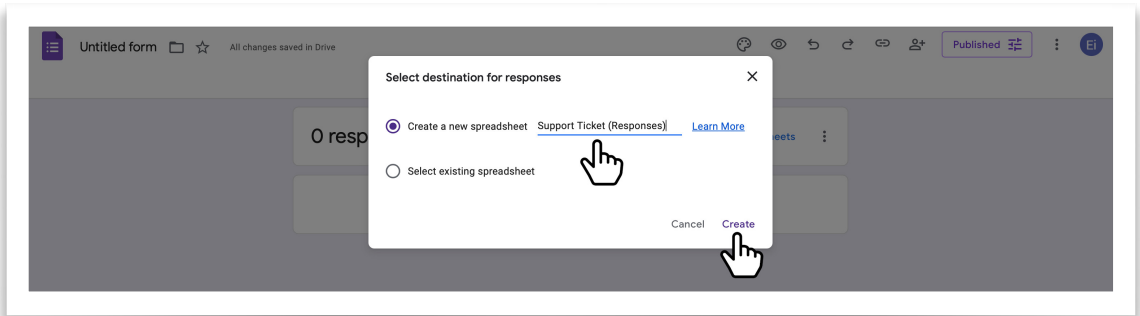 Untitled form
All changes saved in Drive
Published
Ei
Select destination for responses
Create a new spreadsheet Support Ticket (Responses) Learn More
0 resp
eets
Select existing spreadsheet
Cancel Create